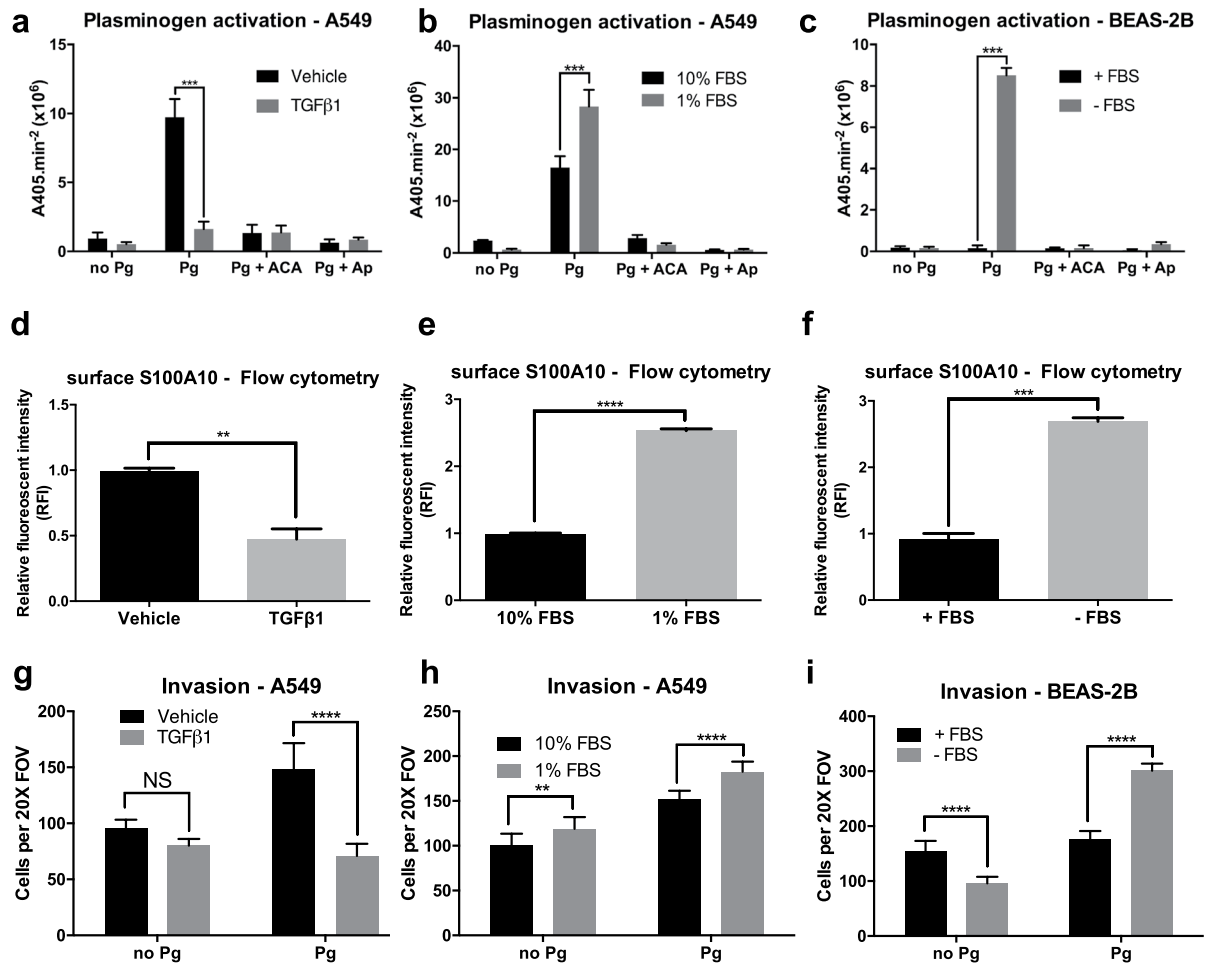 a
Plasminogen activation - A549
A405.min-2 (x106)
15
10
5
0
Vehicle
TGFβ1
***
no Pg
Pg
Pg + ACA
Pg + Ap
b
Plasminogen activation - A549
A405.min-2 (x106)
40
30
20
10
0
10% FBS
1% FBS
***
no Pg
Pg
Pg + ACA
Pg + Ap
c
Plasminogen activation - BEAS-2B
A405.min-2 (x106)
10
8
6
4
2
0
+ FBS
- FBS
***
no Pg
Pg
Pg + ACA
Pg + Ap
d
surface S100A10 - Flow cytometry
Relative fluoreoscent intensity
(RFI)
1.5
1.0
0.5
0.0
**
Vehicle
TGFβ1
e
surface S100A10 - Flow cytometry
Relative fluoreoscent intensity
(RFI)
3
2
1
0
****
10% FBS
1% FBS
f
surface S100A10 - Flow cytometry
Relative fluoreoscent intensity
(RFI)
3
2
1
0
***
+ FBS
- FBS
g
Invasion - A549
Cells per 20X FOV
200
150
100
50
0
Vehicle
TGFβ1
NS
****
no Pg
Pg
h
Invasion - A549
Cells per 20X FOV
250
200
150
100
50
0
10% FBS
1% FBS
**
****
no Pg
Pg
i
Invasion - BEAS-2B
Cells per 20X FOV
400
300
200
100
0
+ FBS
- FBS
****
****
no Pg
Pg